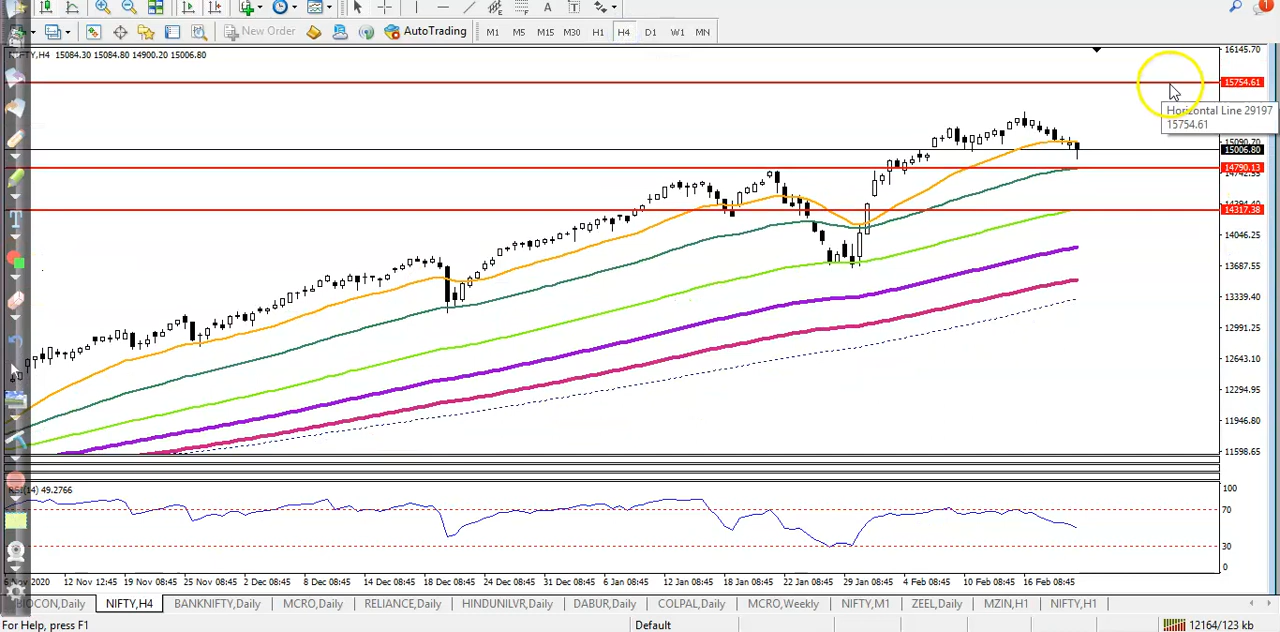 New Order
AutoTrading
M1 M5 M15 M30 H1 H4 D1 W1 MN
NIFTY,H4 15084.30 15084.80 14900.20 15006.80
16145.70
15754.61
Horizontal Line 29197
15754.61
15090.70
15006.80
14790.13
14317.38
14046.25
13687.55
13339.40
12991.25
12643.10
12294.95
11946.80
11598.65
RSI(14) 49.2766
100
70
30
0
Nov 2020 12 Nov 12:45 19 Nov 08:45 25 Nov 08:45 2 Dec 08:45 8 Dec 08:45 14 Dec 08:45 18 Dec 08:45 24 Dec 08:45 31 Dec 08:45 6 Jan 08:45 12 Jan 08:45 18 Jan 08:45 22 Jan 08:45 29 Jan 08:45 4 Feb 08:45 10 Feb 08:45 16 Feb 08:45
BIOCON,Daily NIFTY,H4 BANKNIFTY,Daily MCRO,Daily RELIANCE,Daily HINDUNILVR,Daily DABUR,Daily COLPAL,Daily MCRO,Weekly NIFTY,M1 ZEEL,Daily MZIN,H1 NIFTY,H1
For Help, press F1
Default
12164/123 kb